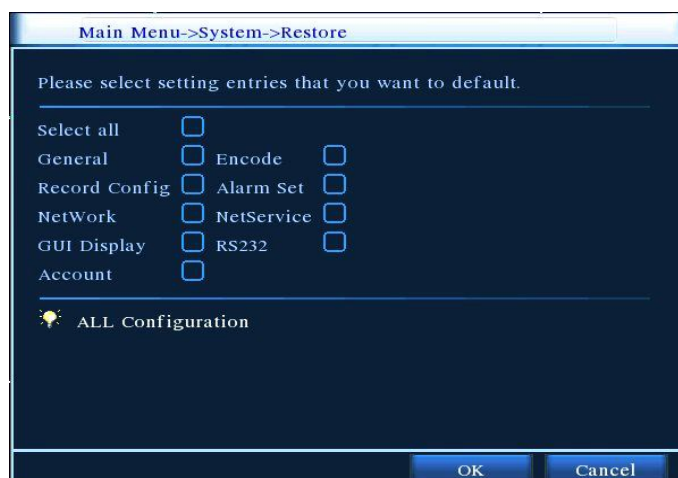 Main Menu->System->Restore
Please select setting entries that you want to default.
Select all
General Encode
Record Config Alarm Set
NetWork NetService
GUI Display RS232
Account
ALL Configuration
OK Cancel